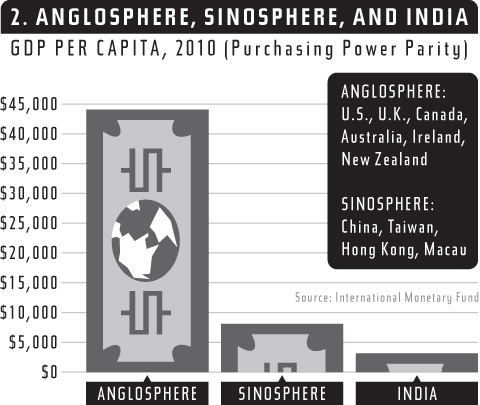 2. ANGLOSPHERE, SINOSPHERE, AND INDIA
GDP PER CAPITA, 2010 (Purchasing Power Parity)
ANGLOSPHERE:
U.S., U.K., Canada,
Australia, Ireland,
New Zealand
SINOSPHERE:
China, Taiwan,
Hong Kong, Macau
$45,000
$40,000
$35,000
$30,000
$25,000
$20,000
$15,000
$10,000
$5,000
$0
Source: International Monetary Fund
ANGLOSPHERE
SINOSPHERE
INDIA